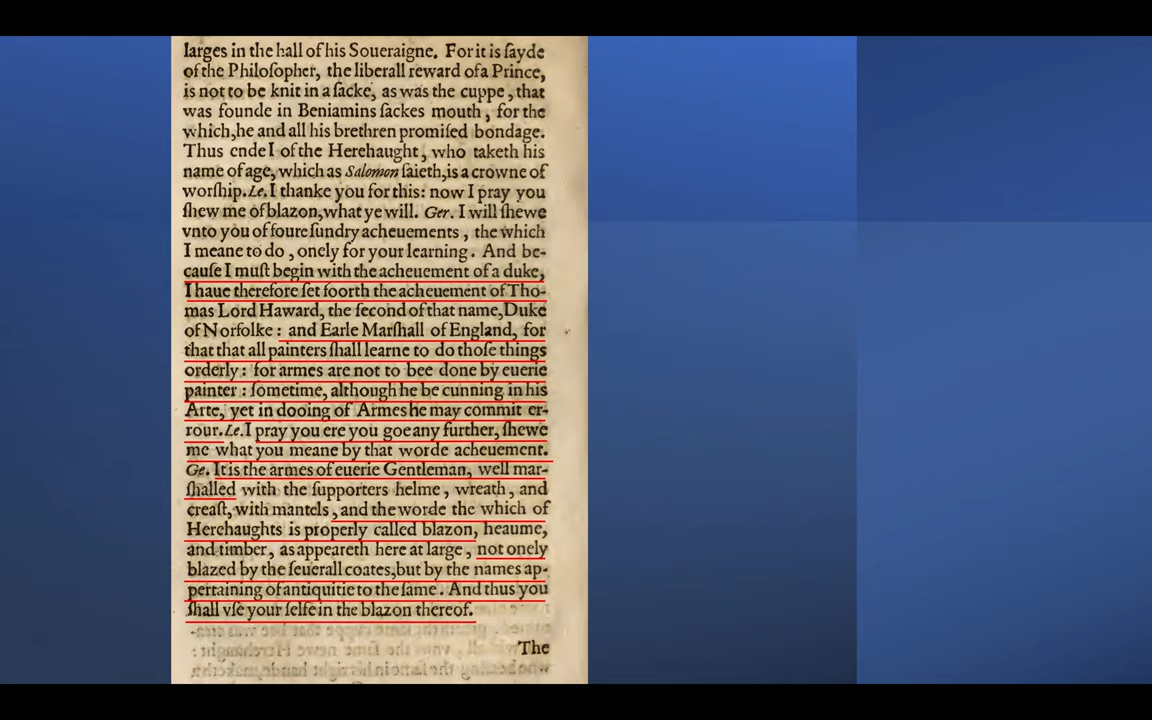 larges in the hall of his Soueraigne. For it is ſayde
of the Philoſopher, the liberall reward of a Prince,
is not to be knit in a ſacke, as was the cuppe, that
was founde in Beniamins ſackes mouth, for the
which, he and all his brethren promiſed bondage.
Thus ende I of the Herehaught, who taketh his
name of age, which as Salomon ſaieth, is a crowne of
worſhip. Le. I thanke you for this: now I pray you
ſhew me of blazon, what ye will. Ger. I will ſhewe
vnto you of foure ſundry acheuements, the which
I meane to do, onely for your learning. And be-
cauſe I muſt begin with the acheuement of a duke,
I haue therefore ſet foorth the acheuement of Tho-
mas Lord Haward, the ſecond of that name, Duke
of Norfolke: and Earle Marſhall of England, for
that that all painters ſhall learne to do thoſe things
orderly: for armes are not to bee done by euerie
painter: ſometime, although he be cunning in his
Arte, yet in dooing of Armes he may commit er-
rour. Le. I pray you ere you goe any further, ſhewe
me what you meane by that worde acheuement.
Ge. It is the armes of euerie Gentleman, well mar-
ſhalled with the ſupporters helme, wreath, and
creaſt, with mantels, and the worde the which of
Herehaughts is properly called blazon, heaume,
and timber, as appeareth here at large, not onely
blazed by the ſeuerall coates, but by the names ap-
pertaining of antiquitie to the ſame. And thus you
ſhall vſe your ſelfe in the blazon thereof.
The